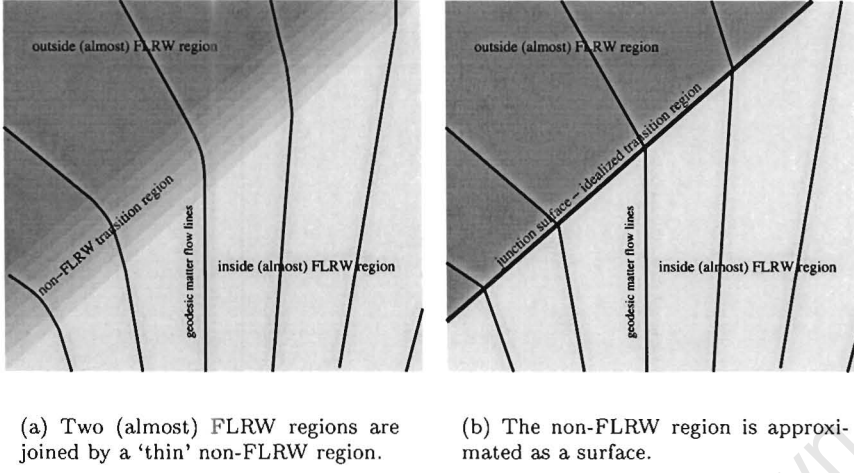 outside (almost) FLRW region
non-FLRW transition region
geodesic matter flow lines
inside (almost) FLRW region
outside (almost) FLRW region
junction surface - idealized transition region
geodesic matter flow lines
inside (almost) FLRW region
(a) Two (almost) FLRW regions are
joined by a 'thin' non-FLRW region.
(b) The non-FLRW region is approxi-
mated as a surface.